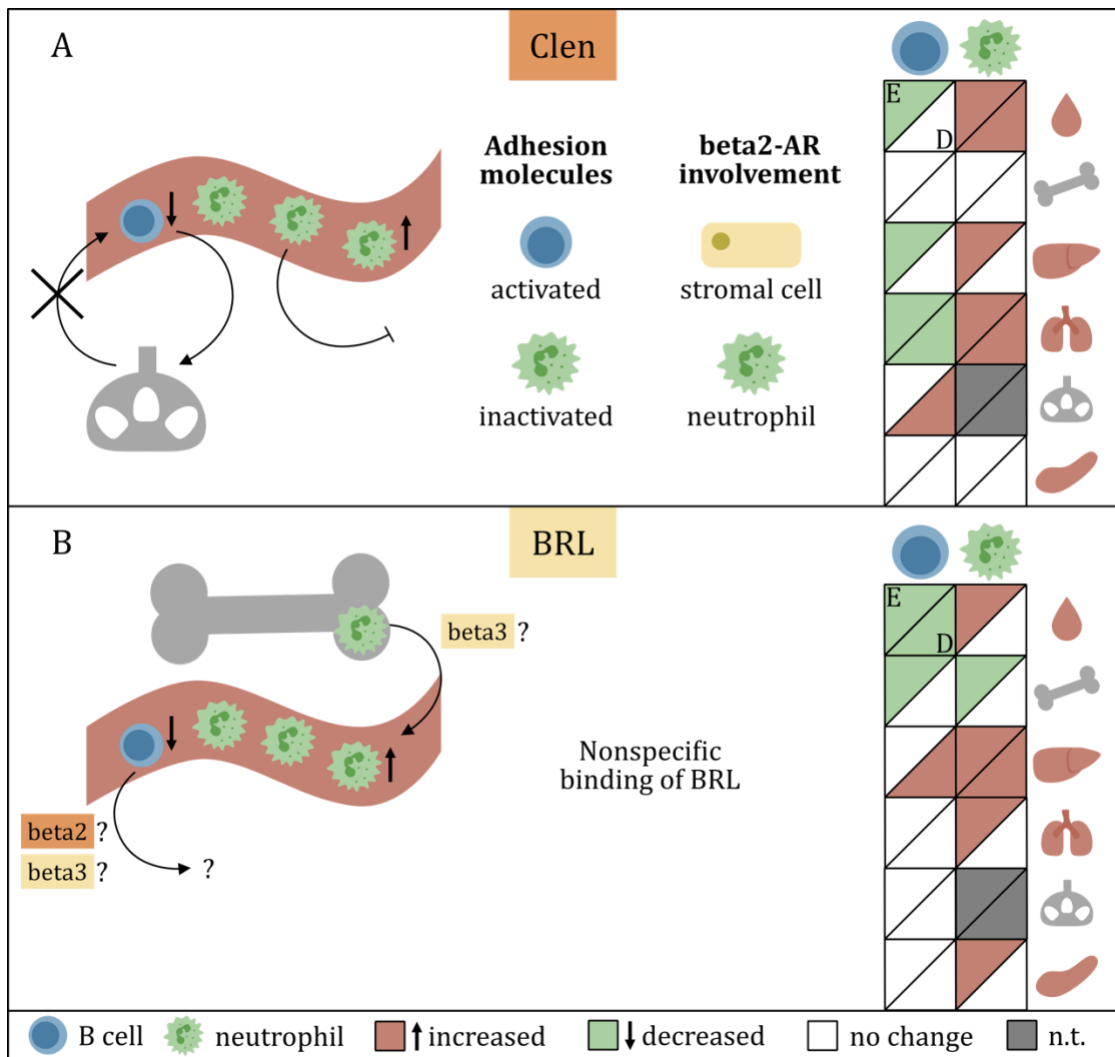 A
Clen
Adhesion
molecules
beta2-AR
involvement
activated
stromal cell
inactivated
neutrophil
E
D
B
BRL
beta3 ?
beta2 ?
beta3 ?
?
Nonspecific
binding of BRL
E
D
B cell neutrophil increased decreased no change n.t.